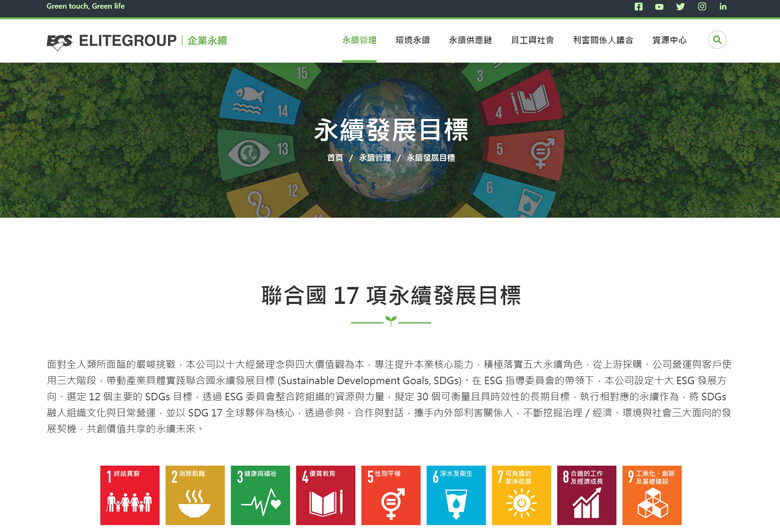 Green touch, Green life
ECS ELITEGROUP 企業永續
永續管理 環境永續 永續供應鏈 員工與社會 利害關係人議合 資源中心
15
14
13
12
3
4
5
6
永續發展目標
首頁 / 永續管理 / 永續發展目標
聯合國 17 項永續發展目標
面對全人類所面臨的嚴峻挑戰，本公司以十大經營理念與四大價值觀為本，專注提升本業核心能力，積極落實五大永續角色，從上游採購、公司營運與客戶使
用三大階段，帶動產業具體實踐聯合國永續發展目標 (Sustainable Development Goals, SDGs)。在 ESG 指導委員會的帶領下，本公司設定十大 ESG 發展方
向、選定 12 個主要的 SDGs 目標，透過 ESG 委員會整合跨組織的資源與力量，擬定 30 個可衡量且具時效性的長期目標，執行相對應的永續作為，將 SDGs
融入組織文化與日常營運，並以 SDG 17 全球夥伴為核心，透過參與、合作與對話，攜手內外部利害關係人，不斷挖掘治理 / 經濟、環境與社會三大面向的發
展契機，共創價值共享的永續未來。
1 終結貧窮
2 消除飢餓
3 健康與福祉
4 優質教育
5 性別平權
6 淨水及衛生
7 可負擔的
潔淨能源
8 合適的工作
及經濟成長
9 工業化、創新
及基礎建設